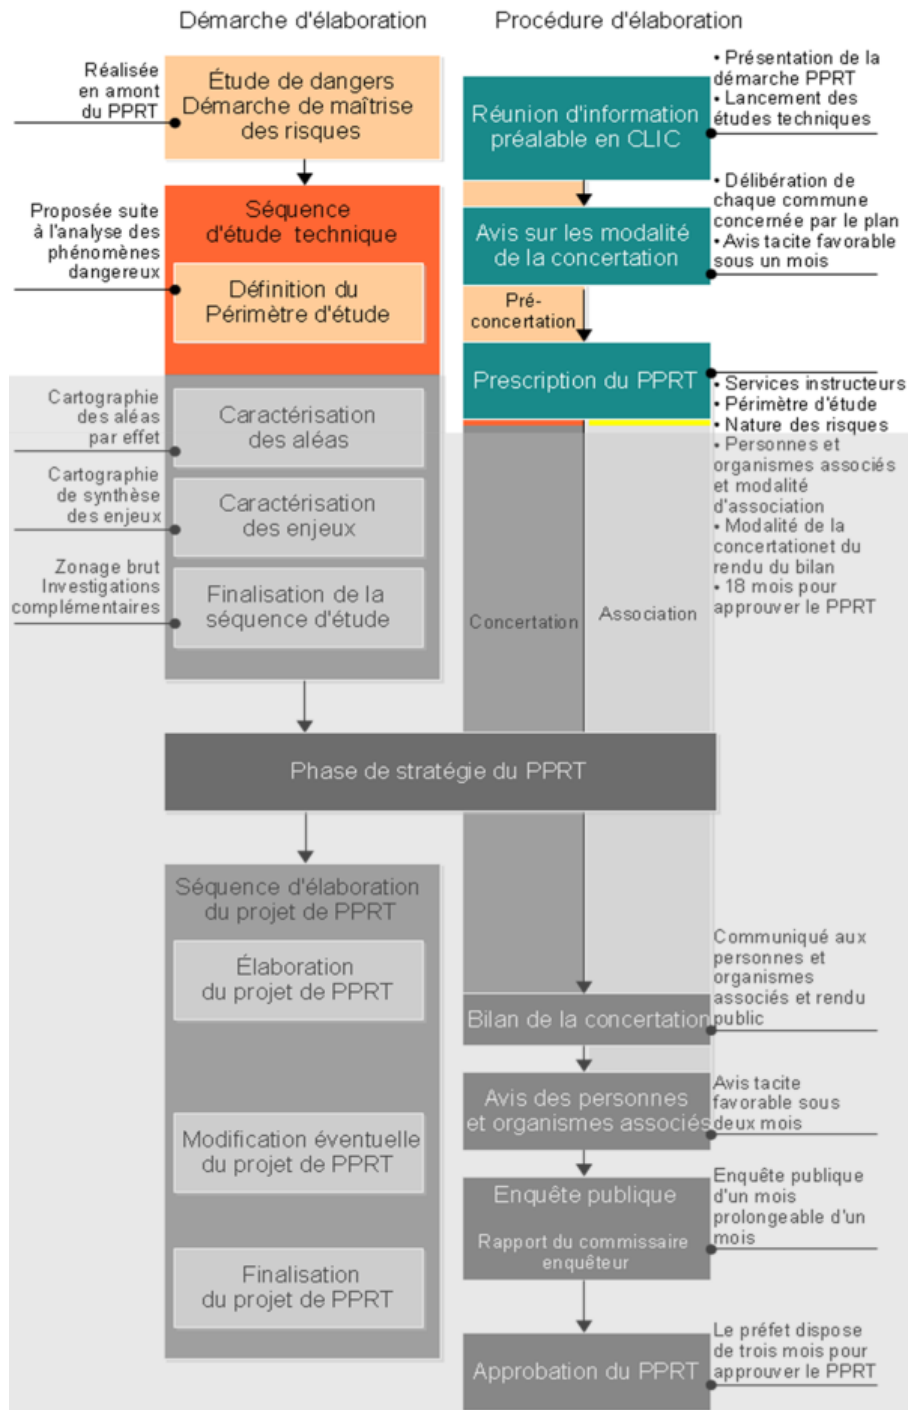 Démarche d'élaboration
Procédure d'élaboration
Réalisée
en amont
du PPRT
Étude de dangers
Démarche de maîtrise
des risques
Proposée suite
à l'analyse des
phénomènes
dangereux
Séquence
d'étude technique
Définition du
Périmètre d'étude
Cartographie
des aléas
par effet
Caractérisation
des aléas
Cartographie
de synthèse
des enjeux
Caractérisation
des enjeux
Zonage brut
Investigations
complémentaires
Finalisation de la
séquence d'étude
Réunion d'information
préalable en CLIC
• Présentation de la
démarche PPRT
• Lancement des
études techniques
Avis sur les modalité
de la concertation
• Délibération de
chaque commune
concernée par le plan
• Avis tacite favorable
sous un mois
Pré-
concertation
Prescription du PPRT
• Services instructeurs
• Périmètre d'étude
• Nature des risques
• Personnes et
organismes associés
et modalité
d'association
• Modalité de la
concertationet du
rendu du bilan
• 18 mois pour
approuver le PPRT
Concertation
Association
Phase de stratégie du PPRT
Séquence d'élaboration
du projet de PPRT
Élaboration
du projet de PPRT
Modification éventuelle
du projet de PPRT
Finalisation
du projet de PPRT
Bilan de la concertation
Communiqué aux
personnes et
organismes
associés et rendu
public
Avis des personnes
et organismes associés
Avis tacite
favorable sous
deux mois
Enquête publique
Rapport du commissaire
enquêteur
Enquête publique
d'un mois
prolongeable d'un
mois
Approbation du PPRT
Le préfet dispose
de trois mois pour
approuver le PPRT